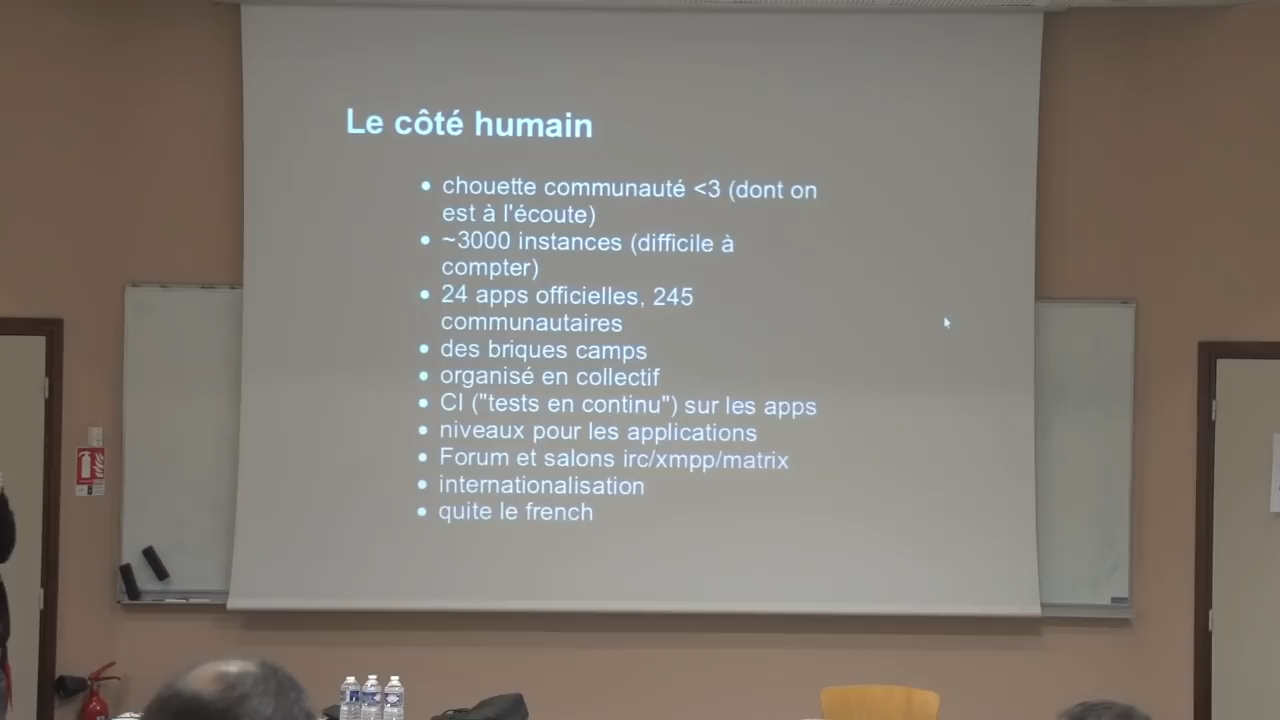 Le côté humain
• chouette communauté <3 (dont on
est à l'écoute)
• ~3000 instances (difficile à
compter)
• 24 apps officielles, 245
communautaires
• des briques camps
• organisé en collectif
• CI ("tests en continu") sur les apps
• niveaux pour les applications
• Forum et salons irc/xmpp/matrix
• internationalisation
• quite le french